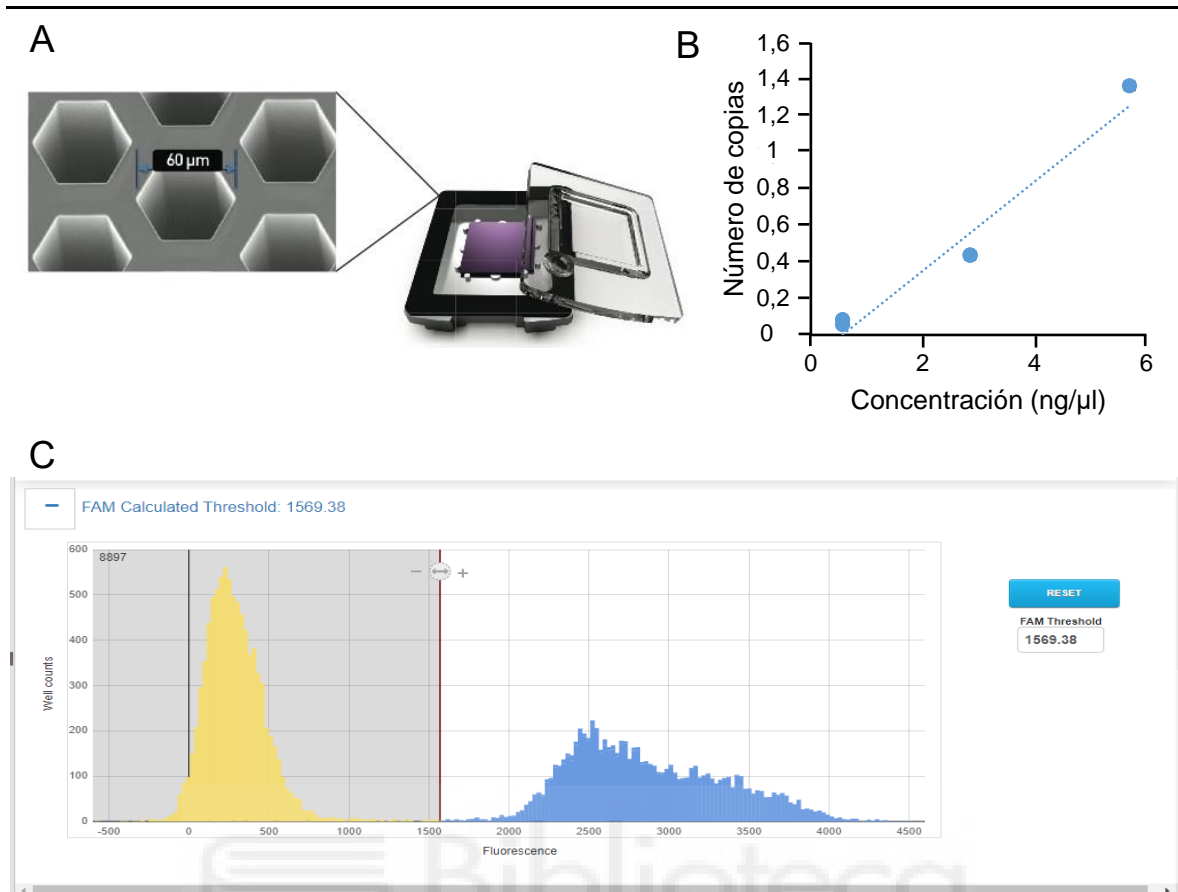 A
60 µm
B
Número de copias
1,6
1,4
1,2
1
0,8
0,6
0,4
0,2
0
0
2
4
6
Concentración (ng/µl)
C
FAM Calculated Threshold: 1569.38
600
8897
500
400
300
200
100
0
Well counts
-500
0
500
1000
1500
2000
2500
3000
3500
4000
4500
Fluorescence
RESET
FAM Threshold
1569.38
Biblioteca